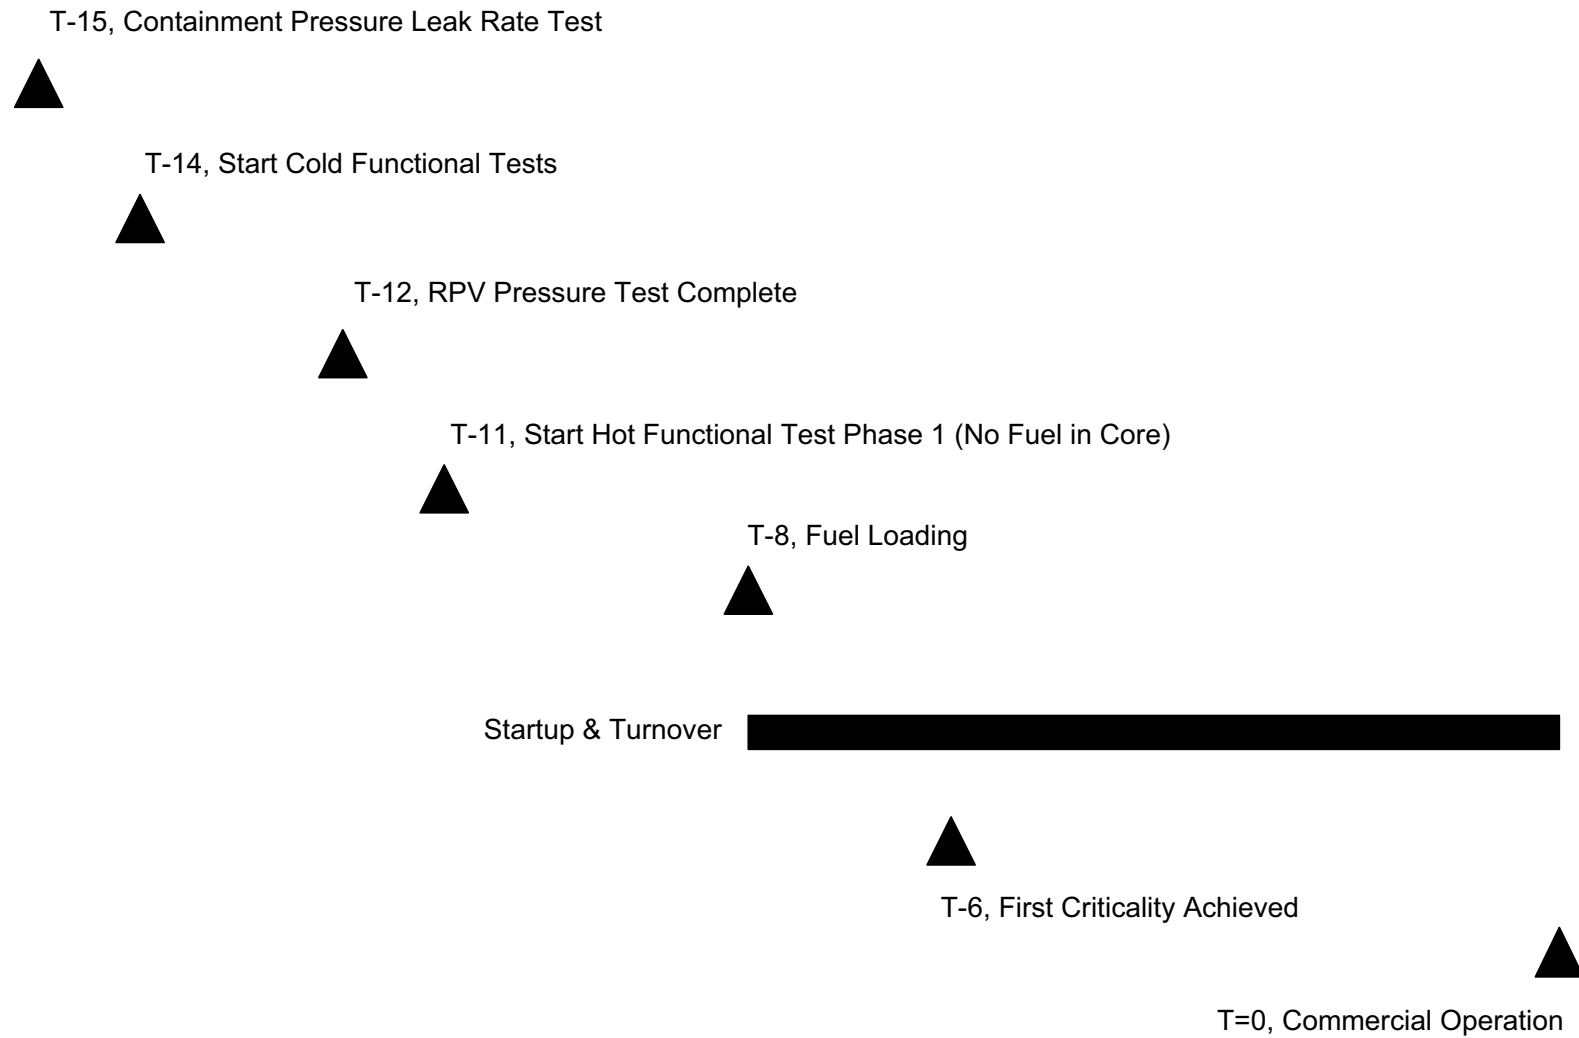 T-15, Containment Pressure Leak Rate Test
T-14, Start Cold Functional Tests
T-12, RPV Pressure Test Complete
T-11, Start Hot Functional Test Phase 1 (No Fuel in Core)
T-8, Fuel Loading
Startup & Turnover
T-6, First Criticality Achieved
T=0, Commercial Operation